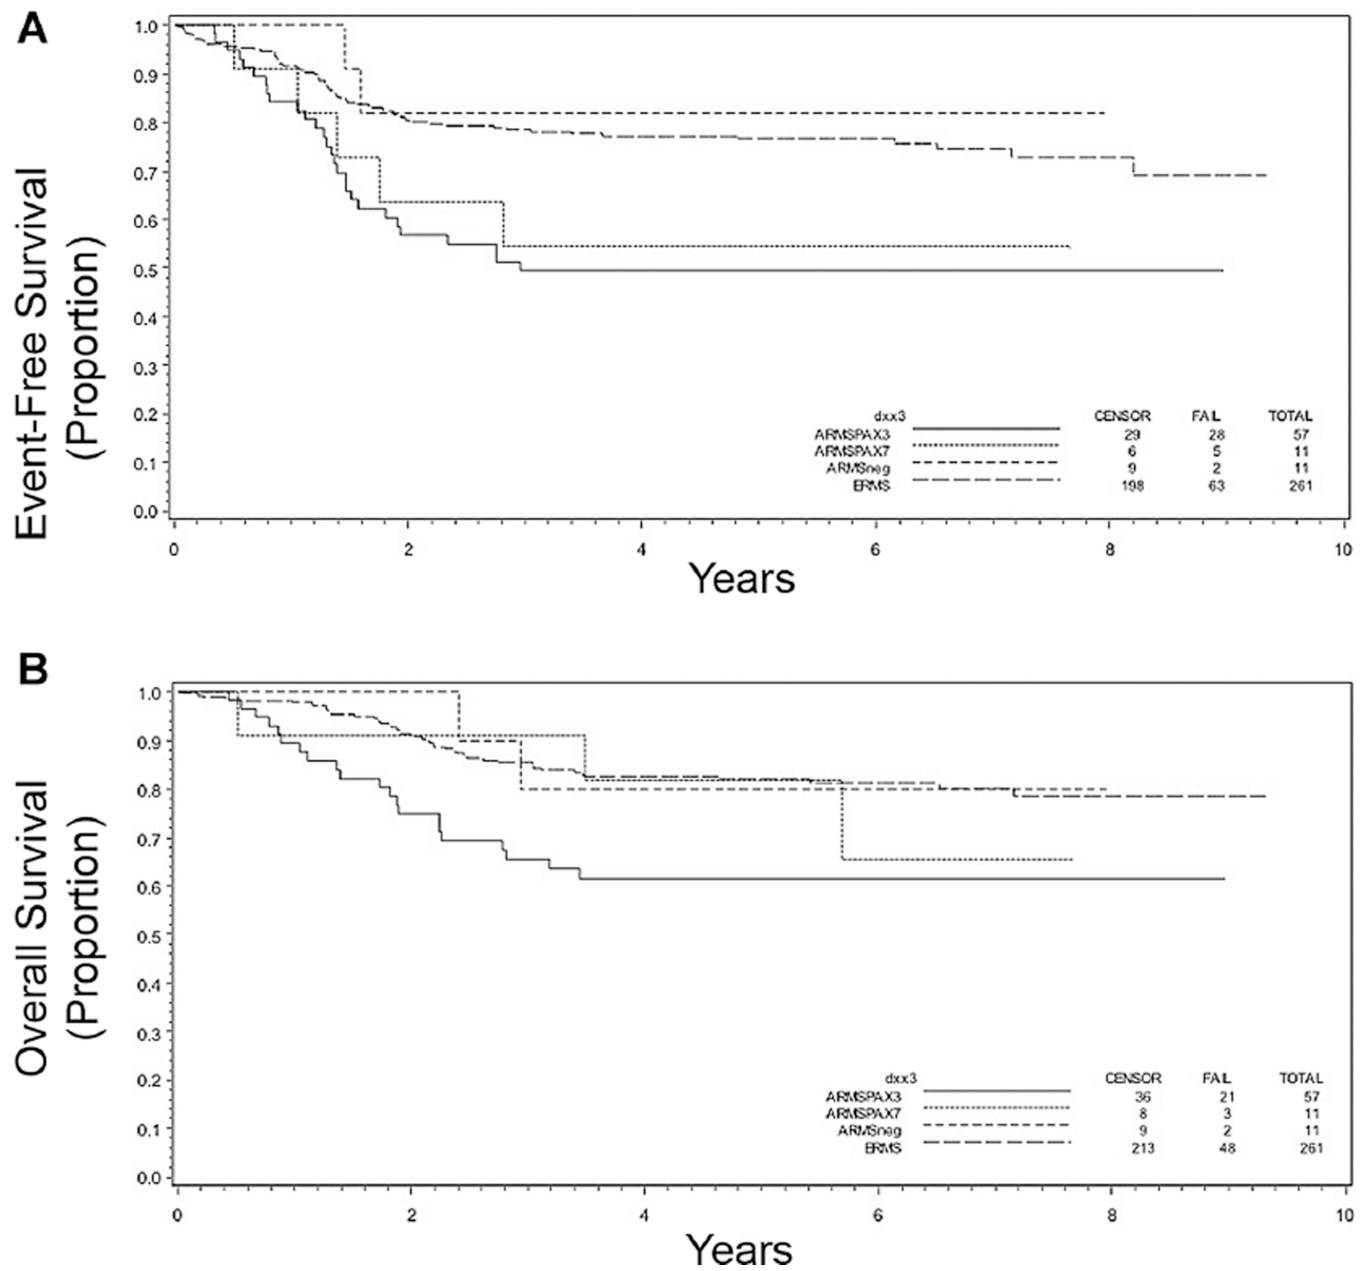 A
Event-Free Survival
(Proportion)
1.0
0.9
0.8
0.7
0.6
0.5
0.4
0.3
0.2
0.1
0.0
dxx3 CENSOR FAIL TOTAL
ARMSPAX3 29 28 57
ARMSPAX7 6 5 11
ARMSneg 9 2 11
ERMS 198 63 261
0 2 4 6 8 10
Years
B
Overall Survival
(Proportion)
1.0
0.9
0.8
0.7
0.6
0.5
0.4
0.3
0.2
0.1
0.0
dxx3 CENSOR FAIL TOTAL
ARMSPAX3 36 21 57
ARMSPAX7 8 3 11
ARMSneg 9 2 11
ERMS 213 48 261
0 2 4 6 8 10
Years